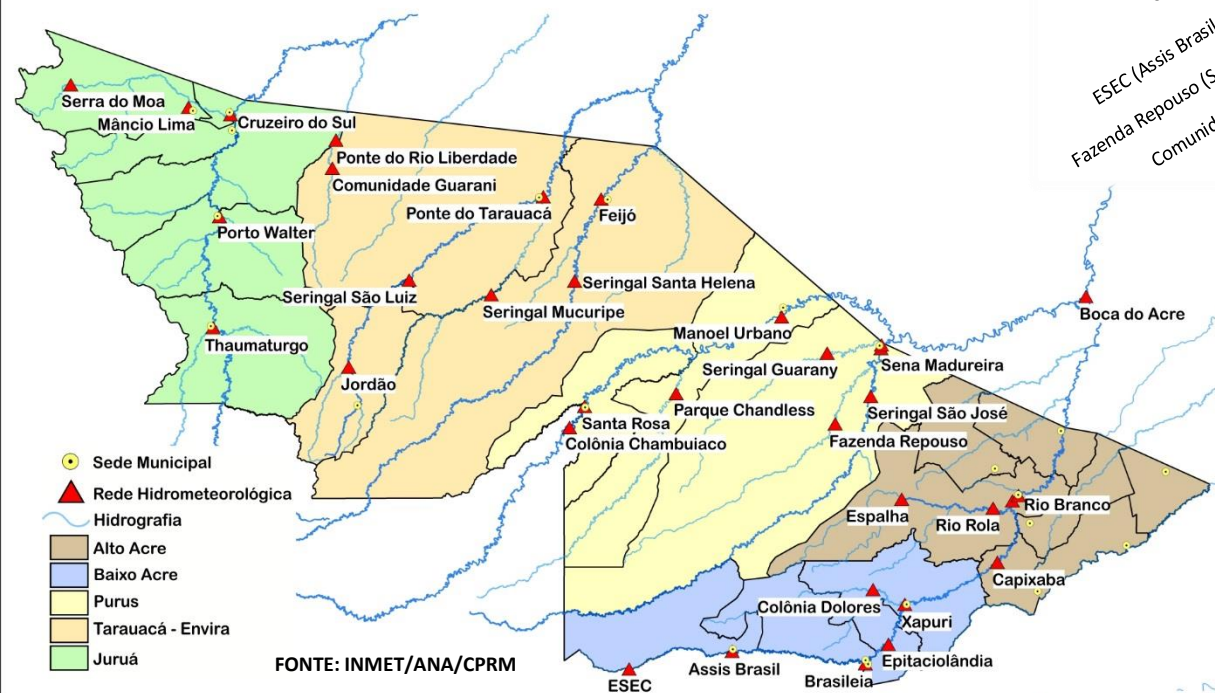 ESEC (Assis Brasil
Fazenda Repouso (S
Comunid
Serra do Moa
Mâncio Lima
Cruzeiro do Sul
Ponte do Rio Liberdade
Comunidade Guarani
Ponte do Tarauacá
Feijó
Porto Walter
Seringal São Luiz
Seringal Mucuripe
Seringal Santa Helena
Boca do Acre
Thaumaturgo
Manoel Urbano
Jordão
Seringal Guarany
Sena Madureira
Parque Chandless
Seringal São José
Santa Rosa
Colônia Chambuiaco
Fazenda Repouso
Espalha
Rio Rola
Rio Branco
Capixaba
Colônia Dolores
Xapuri
Epitaciolândia
Assis Brasil
Brasileia
ESEC
Sede Municipal
Rede Hidrometeorológica
Hidrografia
Alto Acre
Baixo Acre
Purus
Tarauacá - Envira
Juruá
FONTE: INMET/ANA/CPRM